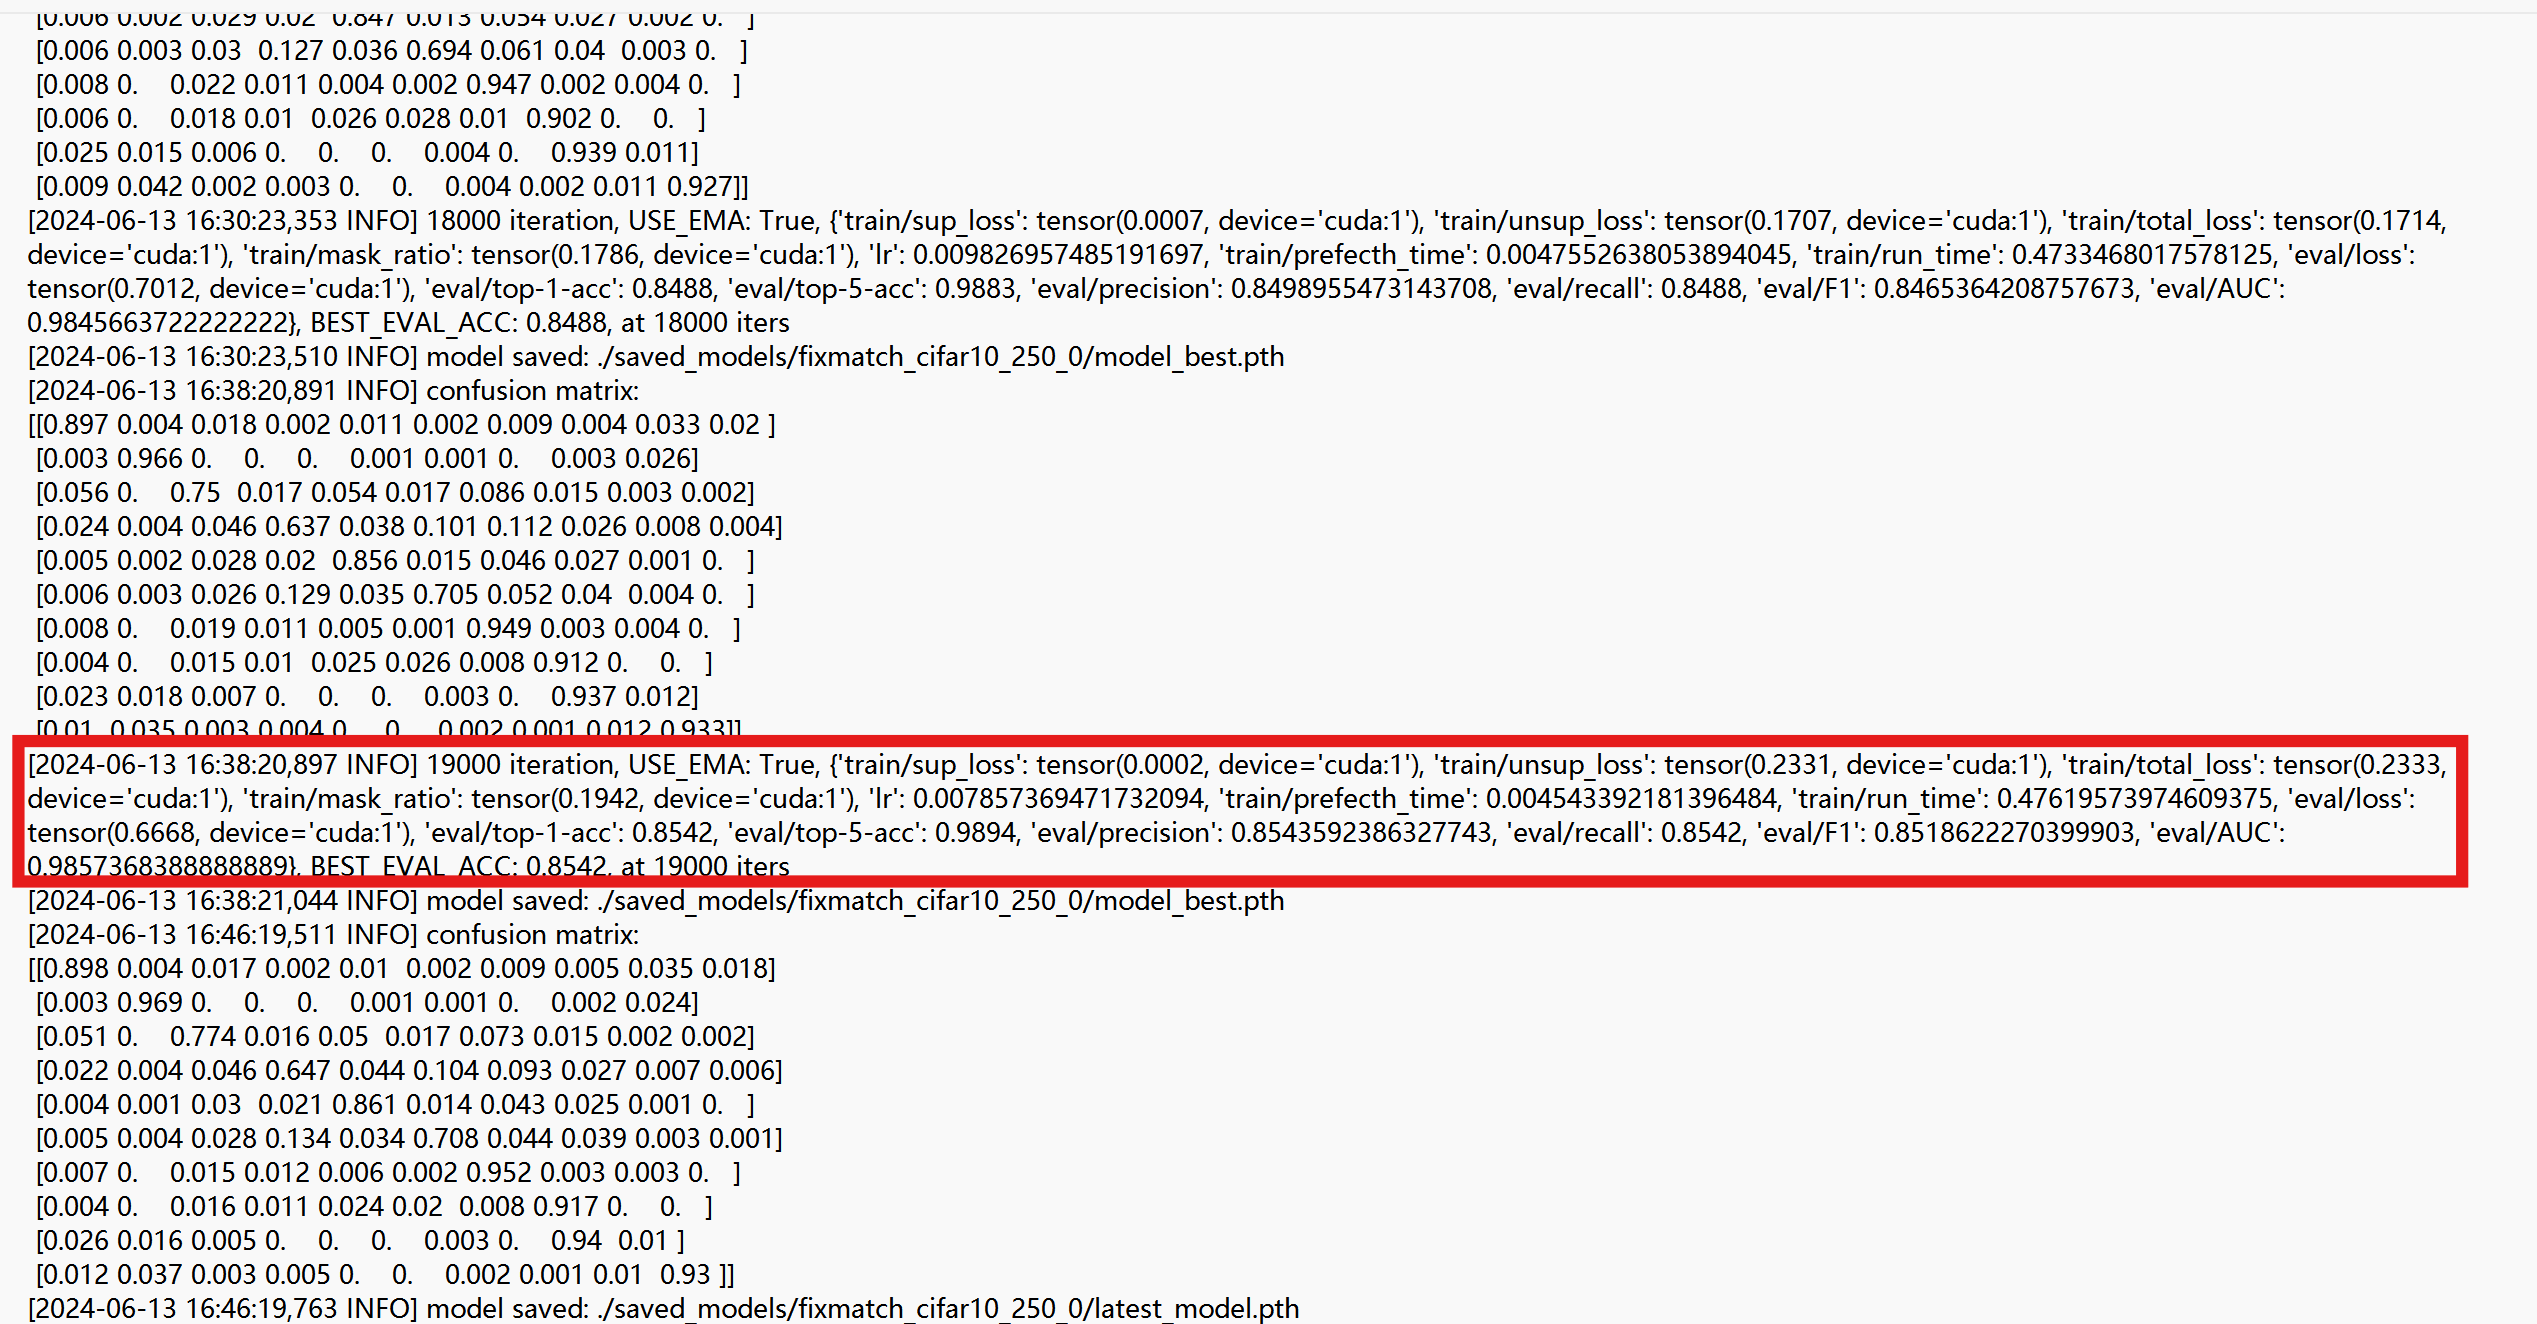 [0.006 0.002 0.029 0.02 0.847 0.013 0.054 0.027 0.002 0. ]
[0.006 0.003 0.03 0.127 0.036 0.694 0.061 0.04 0.003 0. ]
[0.008 0. 0.022 0.011 0.004 0.002 0.947 0.002 0.004 0. ]
[0.006 0. 0.018 0.01 0.026 0.028 0.01 0.902 0. 0. ]
[0.025 0.015 0.006 0. 0. 0. 0.004 0. 0.939 0.011]
[0.009 0.042 0.002 0.003 0. 0. 0.004 0.002 0.011 0.927]]
[2024-06-13 16:30:23,353 INFO] 18000 iteration, USE_EMA: True, {'train/sup_loss': tensor(0.0007, device='cuda:1'), 'train/unsup_loss': tensor(0.1707, device='cuda:1'), 'train/total_loss': tensor(0.1714,
device='cuda:1'), 'train/mask_ratio': tensor(0.1786, device='cuda:1'), 'lr': 0.009826957485191697, 'train/prefecth_time': 0.0047552638053894045, 'train/run_time': 0.4733468017578125, 'eval/loss':
tensor(0.7012, device='cuda:1'), 'eval/top-1-acc': 0.8488, 'eval/top-5-acc': 0.9883, 'eval/precision': 0.8498955473143708, 'eval/recall': 0.8488, 'eval/F1': 0.8465364208757673, 'eval/AUC':
0.9845663722222222}, BEST_EVAL_ACC: 0.8488, at 18000 iters
[2024-06-13 16:30:23,510 INFO] model saved: ./saved_models/fixmatch_cifar10_250_0/model_best.pth
[2024-06-13 16:38:20,891 INFO] confusion matrix:
[[0.897 0.004 0.018 0.002 0.011 0.002 0.009 0.004 0.033 0.02 ]
[0.003 0.966 0. 0. 0. 0.001 0.001 0. 0.003 0.026]
[0.056 0. 0.75 0.017 0.054 0.017 0.086 0.015 0.003 0.002]
[0.024 0.004 0.046 0.637 0.038 0.101 0.112 0.026 0.008 0.004]
[0.005 0.002 0.028 0.02 0.856 0.015 0.046 0.027 0.001 0. ]
[0.006 0.003 0.026 0.129 0.035 0.705 0.052 0.04 0.004 0. ]
[0.008 0. 0.019 0.011 0.005 0.001 0.949 0.003 0.004 0. ]
[0.004 0. 0.015 0.01 0.025 0.026 0.008 0.912 0. 0. ]
[0.023 0.018 0.007 0. 0. 0. 0.003 0. 0.937 0.012]
[0.01 0.035 0.003 0.004 0. 0. 0.002 0.001 0.012 0.933]]
[2024-06-13 16:38:20,897 INFO] 19000 iteration, USE_EMA: True, {'train/sup_loss': tensor(0.0002, device='cuda:1'), 'train/unsup_loss': tensor(0.2331, device='cuda:1'), 'train/total_loss': tensor(0.2333,
device='cuda:1'), 'train/mask_ratio': tensor(0.1942, device='cuda:1'), 'lr': 0.007857369471732094, 'train/prefecth_time': 0.004543392181396484, 'train/run_time': 0.47619573974609375, 'eval/loss':
tensor(0.6668, device='cuda:1'), 'eval/top-1-acc': 0.8542, 'eval/top-5-acc': 0.9894, 'eval/precision': 0.8543592386327743, 'eval/recall': 0.8542, 'eval/F1': 0.8518622270399903, 'eval/AUC':
0.9857368388888889}, BEST_EVAL_ACC: 0.8542, at 19000 iters
[2024-06-13 16:38:21,044 INFO] model saved: ./saved_models/fixmatch_cifar10_250_0/model_best.pth
[2024-06-13 16:46:19,511 INFO] confusion matrix:
[[0.898 0.004 0.017 0.002 0.01 0.002 0.009 0.005 0.035 0.018]
[0.003 0.969 0. 0. 0. 0.001 0.001 0. 0.002 0.024]
[0.051 0. 0.774 0.016 0.05 0.017 0.073 0.015 0.002 0.002]
[0.022 0.004 0.046 0.647 0.044 0.104 0.093 0.027 0.007 0.006]
[0.004 0.001 0.03 0.021 0.861 0.014 0.043 0.025 0.001 0. ]
[0.005 0.004 0.028 0.134 0.034 0.708 0.044 0.039 0.003 0.001]
[0.007 0. 0.015 0.012 0.006 0.002 0.952 0.003 0.003 0. ]
[0.004 0. 0.016 0.011 0.024 0.02 0.008 0.917 0. 0. ]
[0.026 0.016 0.005 0. 0. 0. 0.003 0. 0.94 0.01 ]
[0.012 0.037 0.003 0.005 0. 0. 0.002 0.001 0.01 0.93 ]]
[2024-06-13 16:46:19,763 INFO] model saved: ./saved_models/fixmatch_cifar10_250_0/latest_model.pth